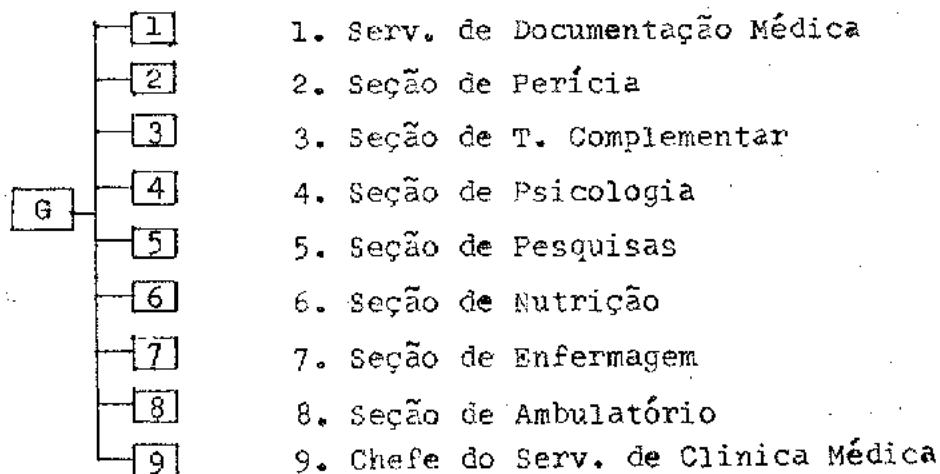 1 1. Serv. de Documentação Médica
2 2. Seção de Perícia
3 3. Seção de T. Complementar
4 4. Seção de Psicologia
G
5 5. Seção de Pesquisas
6 6. Seção de Nutrição
7 7. Seção de Enfermagem
8 8. Seção de Ambulatório
9 9. Chefe do Serv. de Clinica Médica